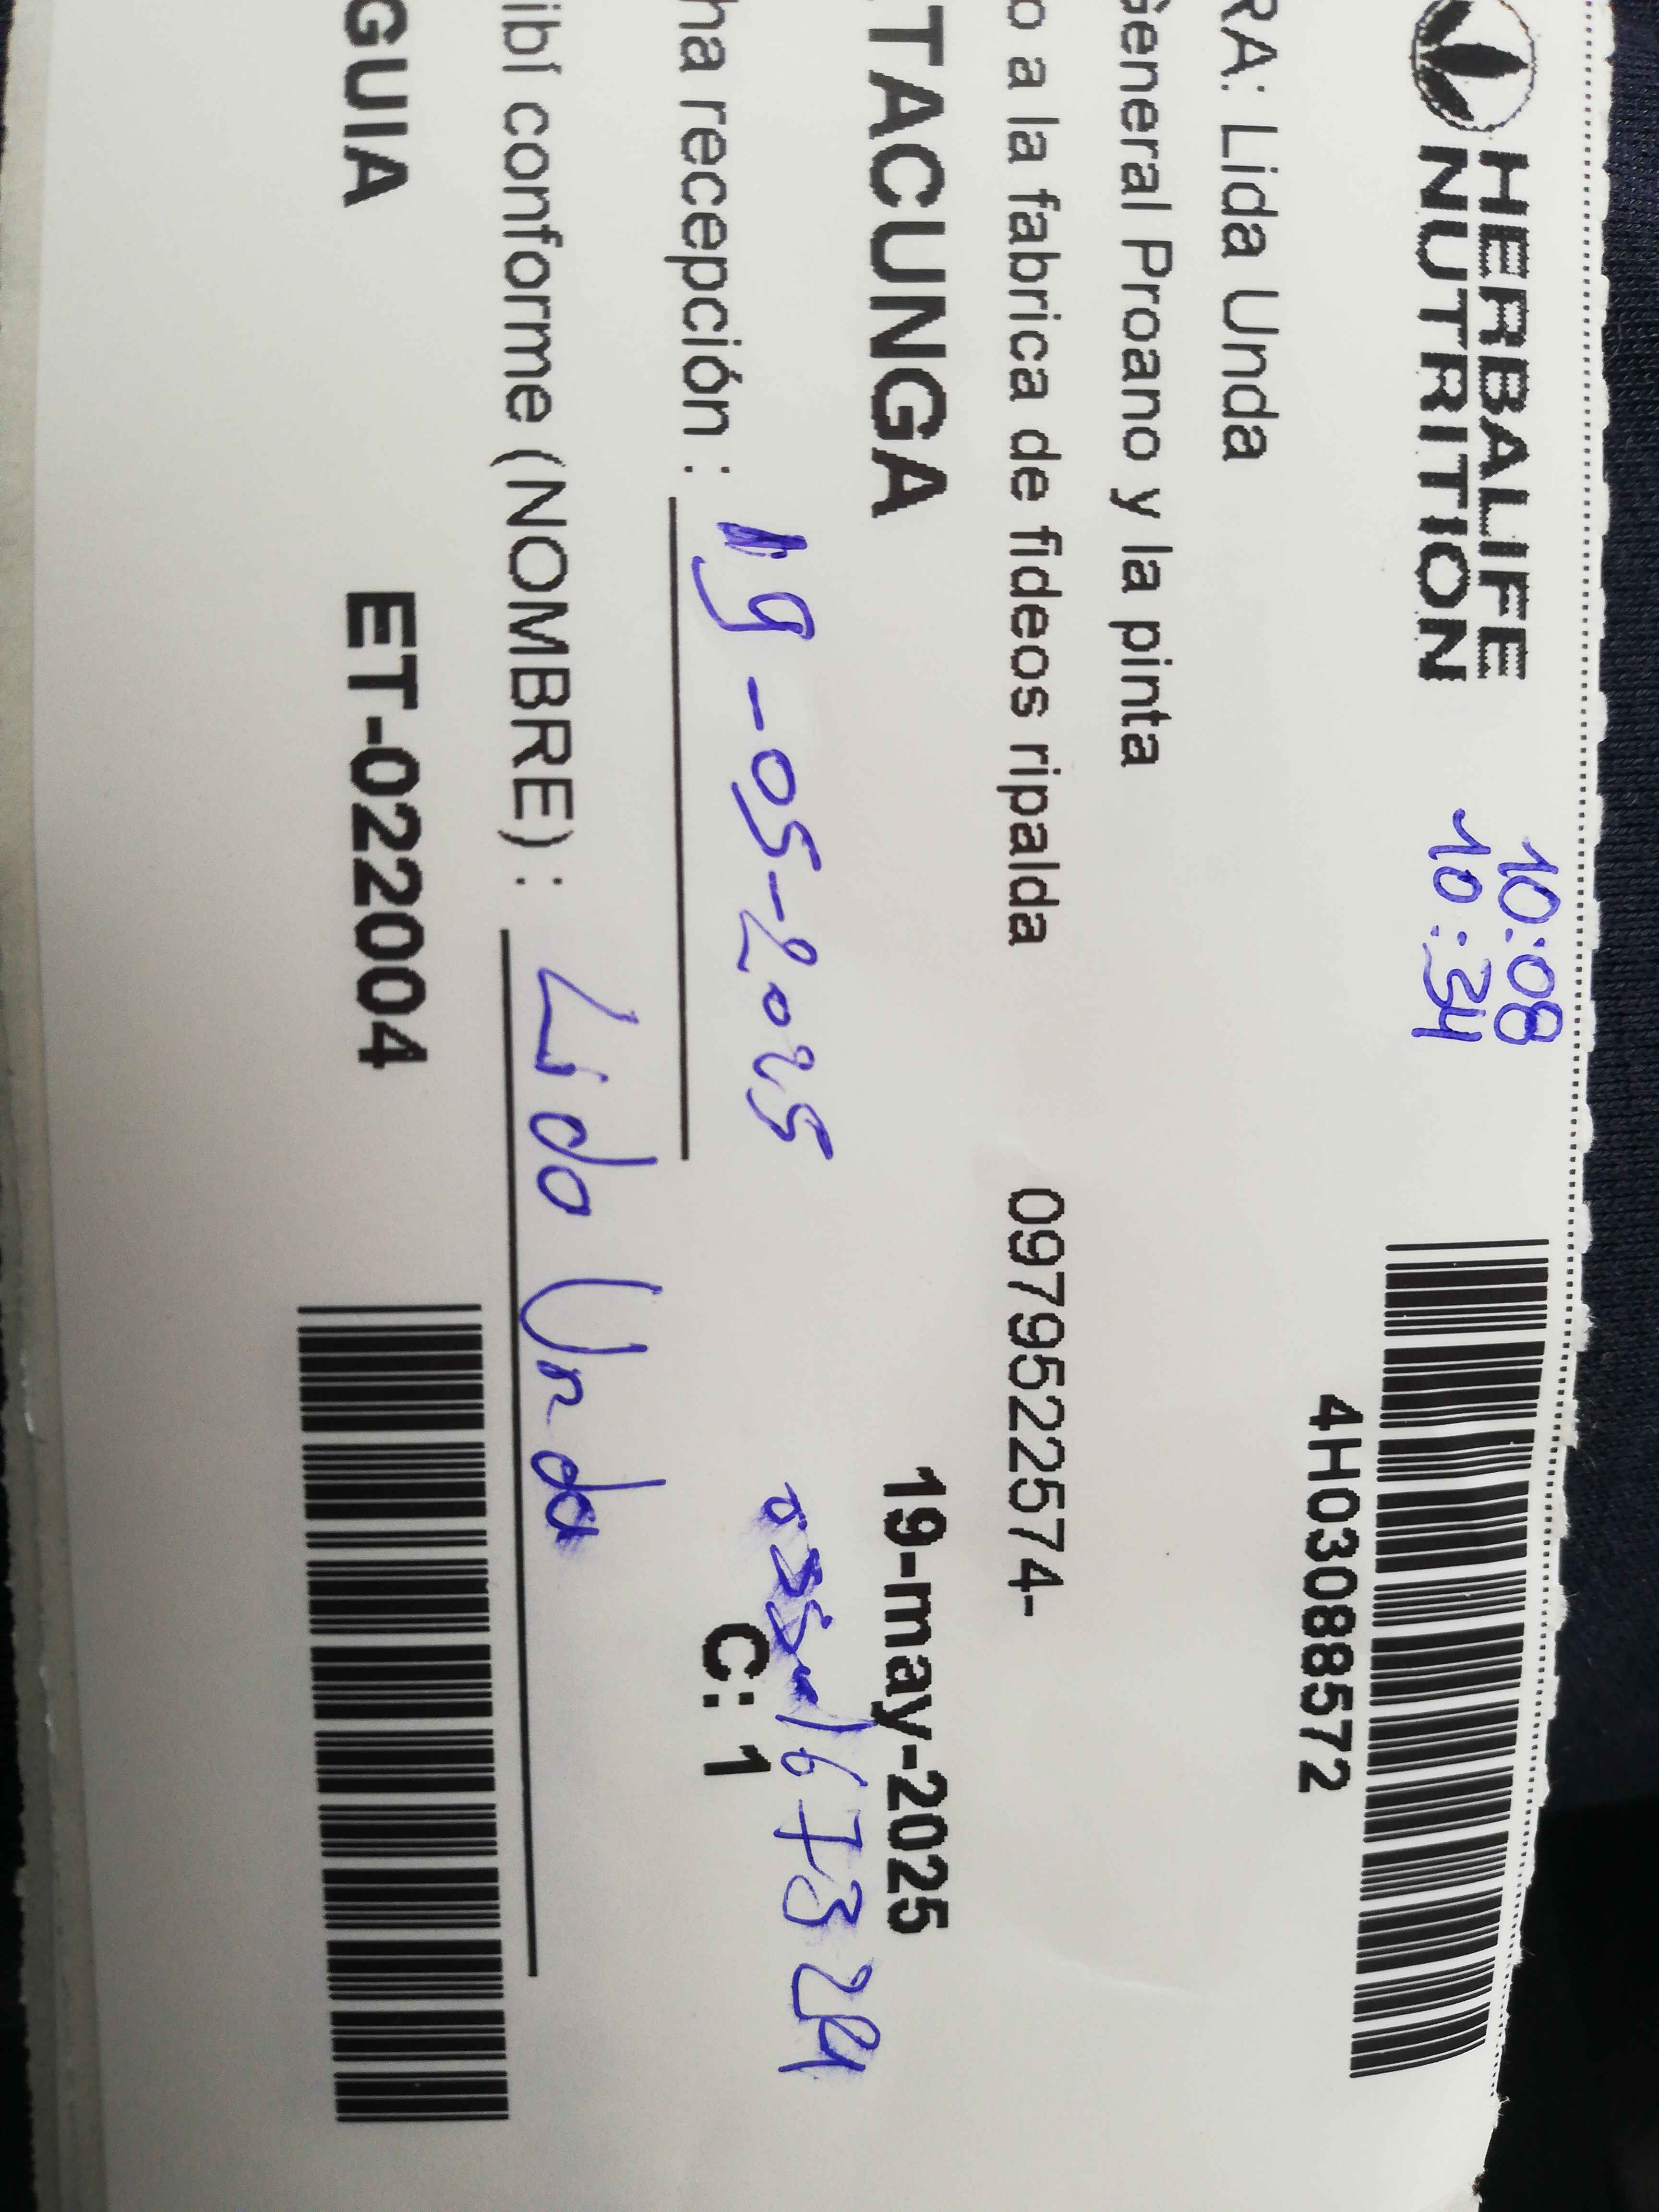 HERBALIFE
NUTRITION
10:08
10:34
4H03088572
RA: Lida Unda
General Proano y la pinta
o a la fabrica de fideos ripalda 0979522574-
TACUNGA 19-may-2025
ha recepción : 19-05-2025
C: 1
ibí conforme (NOMBRE) : Lida Unda
GUIA ET-022004